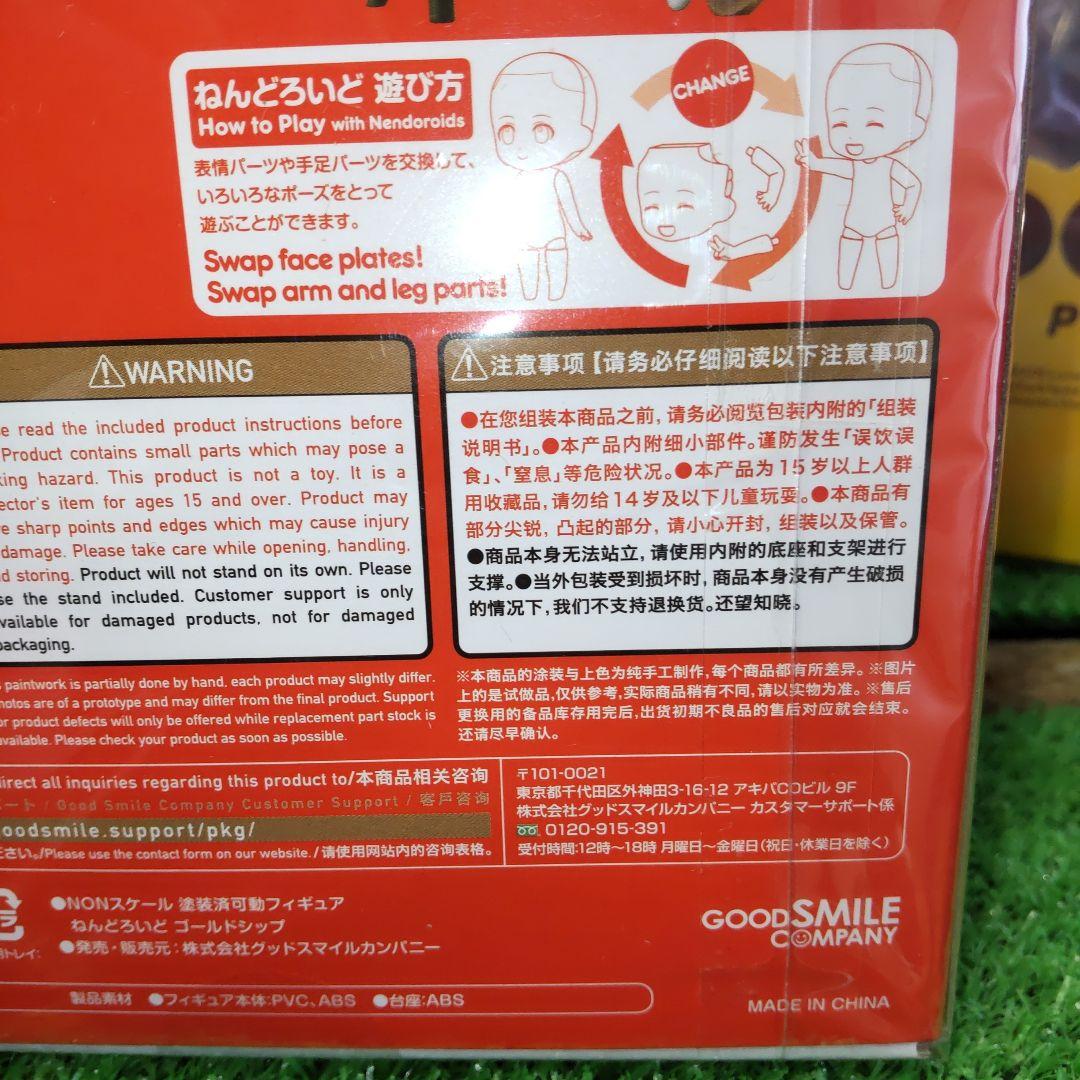 ねんどろいど 遊び方
How to Play with Nendoroids
表情パーツや手足パーツを交換して、
いろいろなポーズをとって
遊ぶことができます。
Swap face plates!
Swap arm and leg parts!
CHANGE
P
WARNING
read the included product instructions before
Product contains small parts which may pose a
hazard. This product is not a toy. It is a
item for ages 15 and over. Product may
sharp points and edges which may cause injury
damage. Please take care while opening, handling,
storing. Product will not stand on its own. Please
the stand included. Customer support is only
for damaged products, not for damaged
packaging.
注意事项【请务必仔细阅读以下注意事项】
●在您组装本商品之前，请务必阅览包装内附的「组装
说明书」。●本产品内附细小部件。谨防发生「误饮误
食」、「窒息」等危险状况。●本产品为15岁以上人群
用收藏品，请勿给14岁及以下儿童玩耍。●本商品有
部分尖锐，凸起的部分，请小心开封，组装以及保管。
●商品本身无法站立，请使用内附的底座和支架进行
支撑。●当外包装受到损坏时，商品本身没有产生破损
的情况下，我们不支持退换货。还望知晓。
paintwork is partially done by hand. each product may slightly differ.
are of a prototype and may differ from the final product. Support
product defects will only be offered while replacement part stock is
available. Please check your product as soon as possible.
※本商品的涂装与上色为纯手工制作，每个商品都有所差异。※图片
上的是试做品，仅供参考，实际商品稍有不同，请以实物为准。※售后
更换用的备品库存用完后，出货初期不良品的售后对应就会结束。
还请尽早确认。
direct all inquiries regarding this product to/本商品相关咨询
ート / Good Smile Company Customer Support / 客戶咨询
goodsmile.support/pkg/
さい。/Please use the contact form on our website. / 请使用网站内的咨询表格。
〒101-0021
東京都千代田区外神田3-16-12 アキバCOビル 9F
株式会社グッドスマイルカンパニー カスタマーサポート係
0120-915-391
受付時間:12時～18時 月曜日～金曜日(祝日・休業日を除く)
トレイ:
●NONスケール 塗装済可動フィギュア
ねんどろいど ゴールドシップ
●発売・販売元：株式会社グッドスマイルカンパニー
GOODSMILE
COMPANY
製品素材 ●フィギュア本体:PVC、ABS ●台座:ABS
MADE IN CHINA